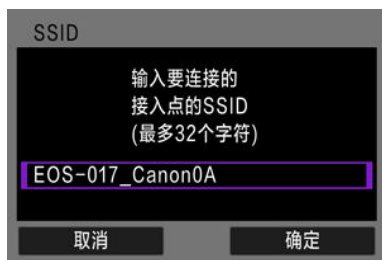 SSID
输入要连接的
接入点的SSID
(最多32个字符)
EOS-017_Canon0A
取消 确定